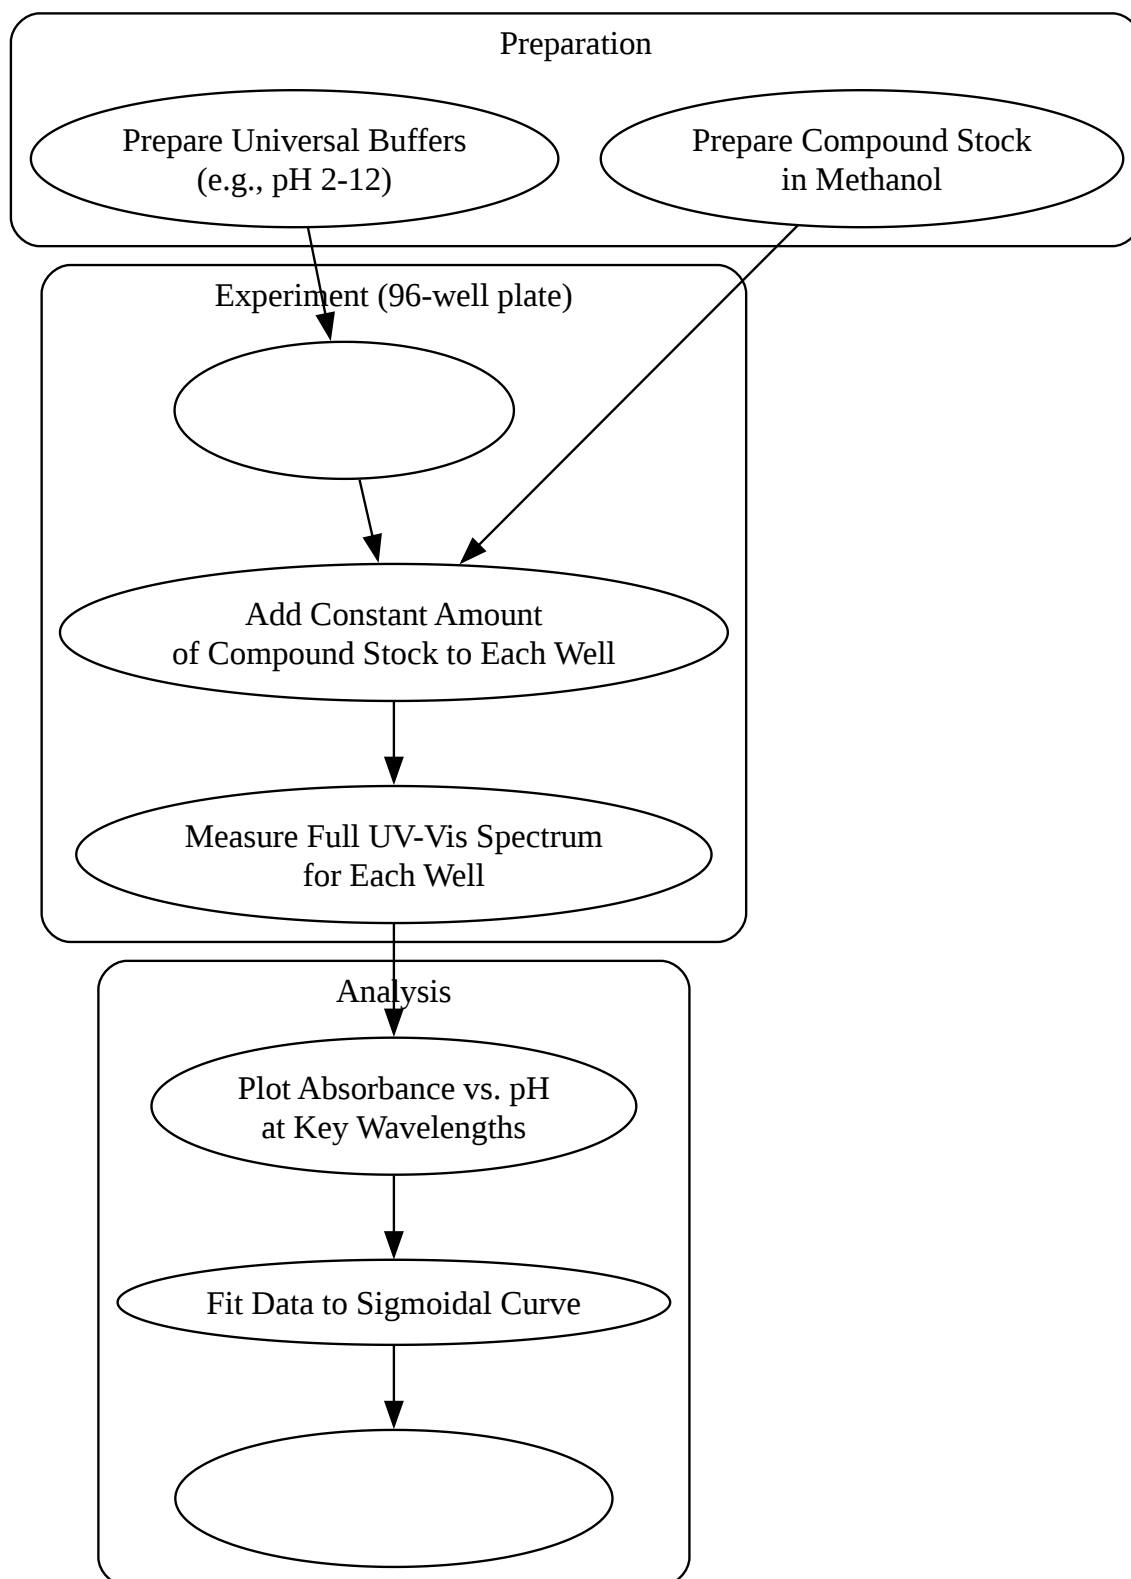 Preparation
Prepare Universal Buffers
(e.g., pH 2-12)
Prepare Compound Stock
in Methanol
Experiment (96-well plate)
Add Constant Amount
of Compound Stock to Each Well
Measure Full UV-Vis Spectrum
for Each Well
Analysis
Plot Absorbance vs. pH
at Key Wavelengths
Fit Data to Sigmoidal Curve